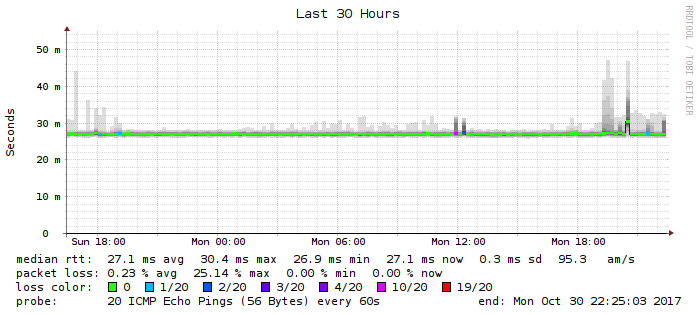 Last 30 Hours
RRDTOOL / TOBI OETIKER
Seconds
50 m
40 m
30 m
20 m
10 m
0
Sun 18:00 Mon 00:00 Mon 06:00 Mon 12:00 Mon 18:00
median rtt: 27.1 ms avg 30.4 ms max 26.9 ms min 27.1 ms now 0.3 ms sd 95.3 am/s
packet loss: 0.23 % avg 25.14 % max 0.00 % min 0.00 % now
loss color: 0 1/20 2/20 3/20 4/20 10/20 19/20
probe: 20 ICMP Echo Pings (56 Bytes) every 60s end: Mon Oct 30 22:25:03 2017